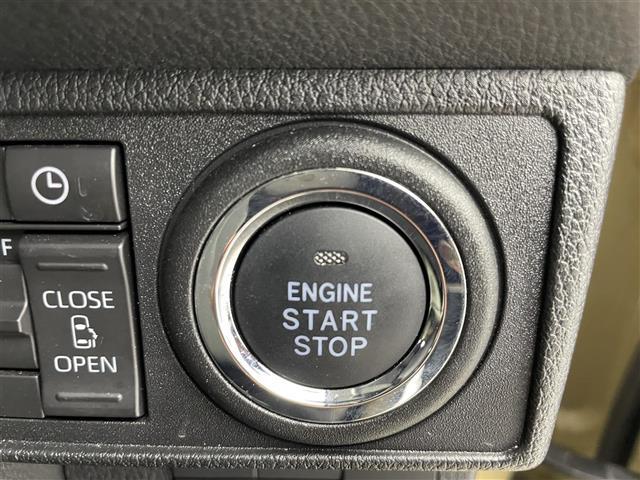 F
CLOSE
OPEN
ENGINE
START
STOP